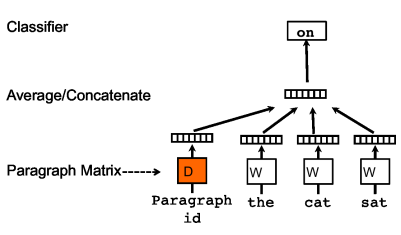 Classifier
on
Average/Concatenate
Paragraph Matrix
D W W W
Paragraph the cat sat
id